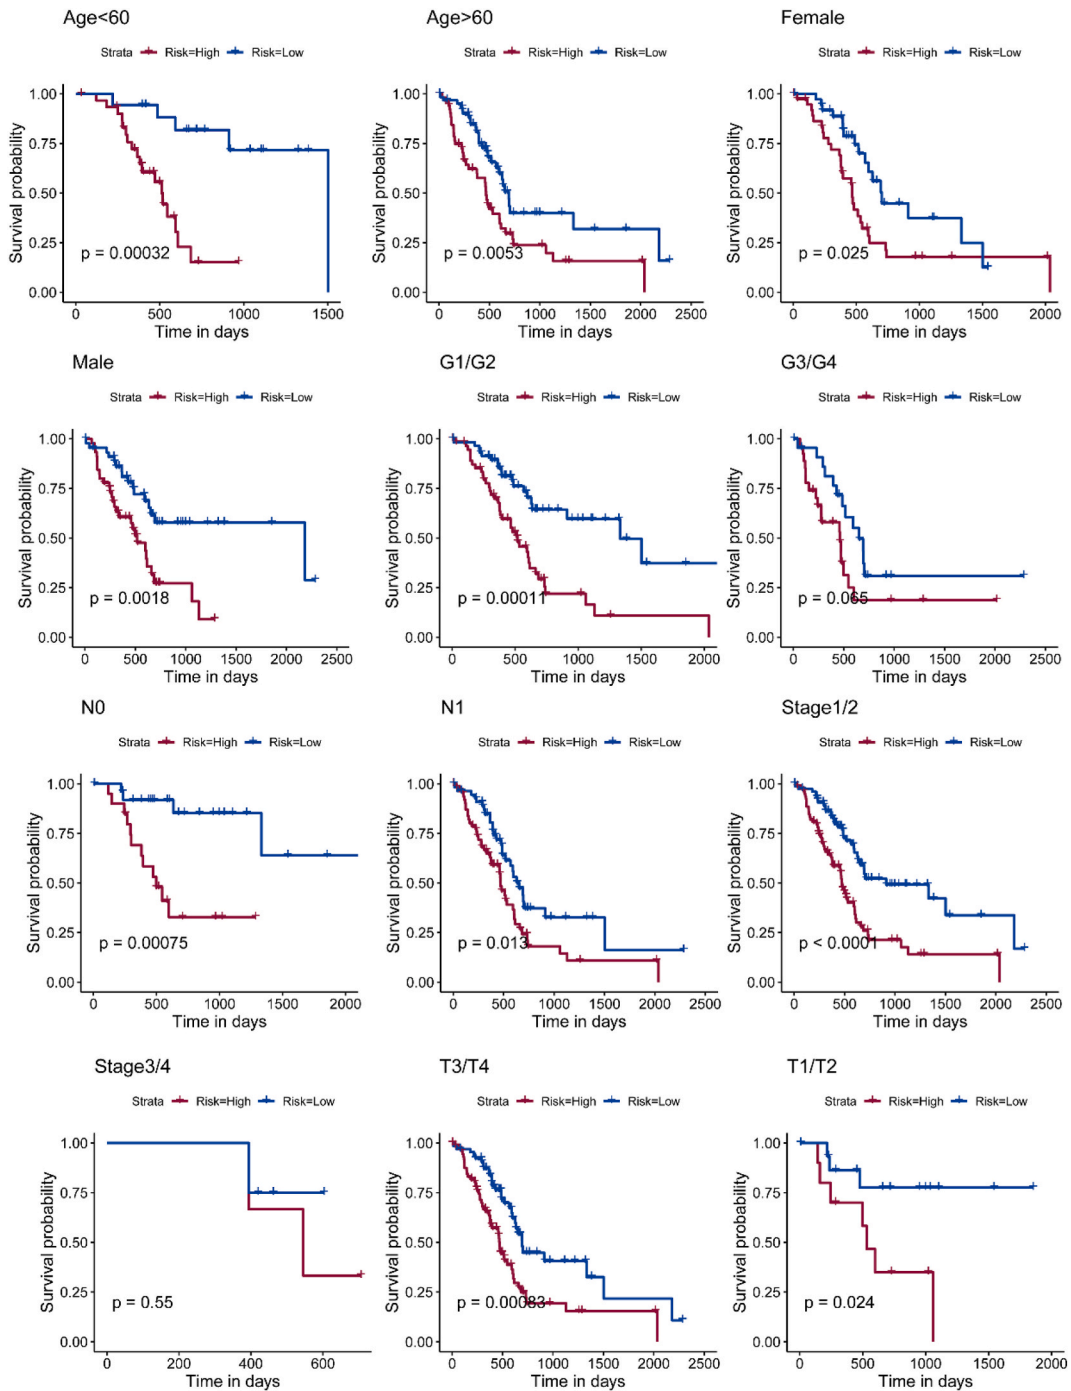 Age<60
Strata Risk=High Risk=Low
Survival probability
1.00
0.75
0.50
0.25
0.00
p = 0.00032
0 500 1000 1500
Time in days
Age>60
Strata Risk=High Risk=Low
Survival probability
1.00
0.75
0.50
0.25
0.00
p = 0.0053
0 500 1000 1500 2000 2500
Time in days
Female
Strata Risk=High Risk=Low
Survival probability
1.00
0.75
0.50
0.25
0.00
p = 0.025
0 500 1000 1500 2000
Time in days
Male
Strata Risk=High Risk=Low
Survival probability
1.00
0.75
0.50
0.25
0.00
p = 0.0018
0 500 1000 1500 2000 2500
Time in days
G1/G2
Strata Risk=High Risk=Low
Survival probability
1.00
0.75
0.50
0.25
0.00
p = 0.00011
0 500 1000 1500 2000
Time in days
G3/G4
Strata Risk=High Risk=Low
Survival probability
1.00
0.75
0.50
0.25
0.00
p = 0.065
0 500 1000 1500 2000 2500
Time in days
N0
Strata Risk=High Risk=Low
Survival probability
1.00
0.75
0.50
0.25
0.00
p = 0.00075
0 500 1000 1500 2000
Time in days
N1
Strata Risk=High Risk=Low
Survival probability
1.00
0.75
0.50
0.25
0.00
p = 0.013
0 500 1000 1500 2000 2500
Time in days
Stage1/2
Strata Risk=High Risk=Low
Survival probability
1.00
0.75
0.50
0.25
0.00
p < 0.0001
0 500 1000 1500 2000 2500
Time in days
Stage3/4
Strata Risk=High Risk=Low
Survival probability
1.00
0.75
0.50
0.25
0.00
p = 0.55
0 200 400 600
Time in days
T3/T4
Strata Risk=High Risk=Low
Survival probability
1.00
0.75
0.50
0.25
0.00
p = 0.00083
0 500 1000 1500 2000 2500
Time in days
T1/T2
Strata Risk=High Risk=Low
Survival probability
1.00
0.75
0.50
0.25
0.00
p = 0.024
0 500 1000 1500 2000
Time in days